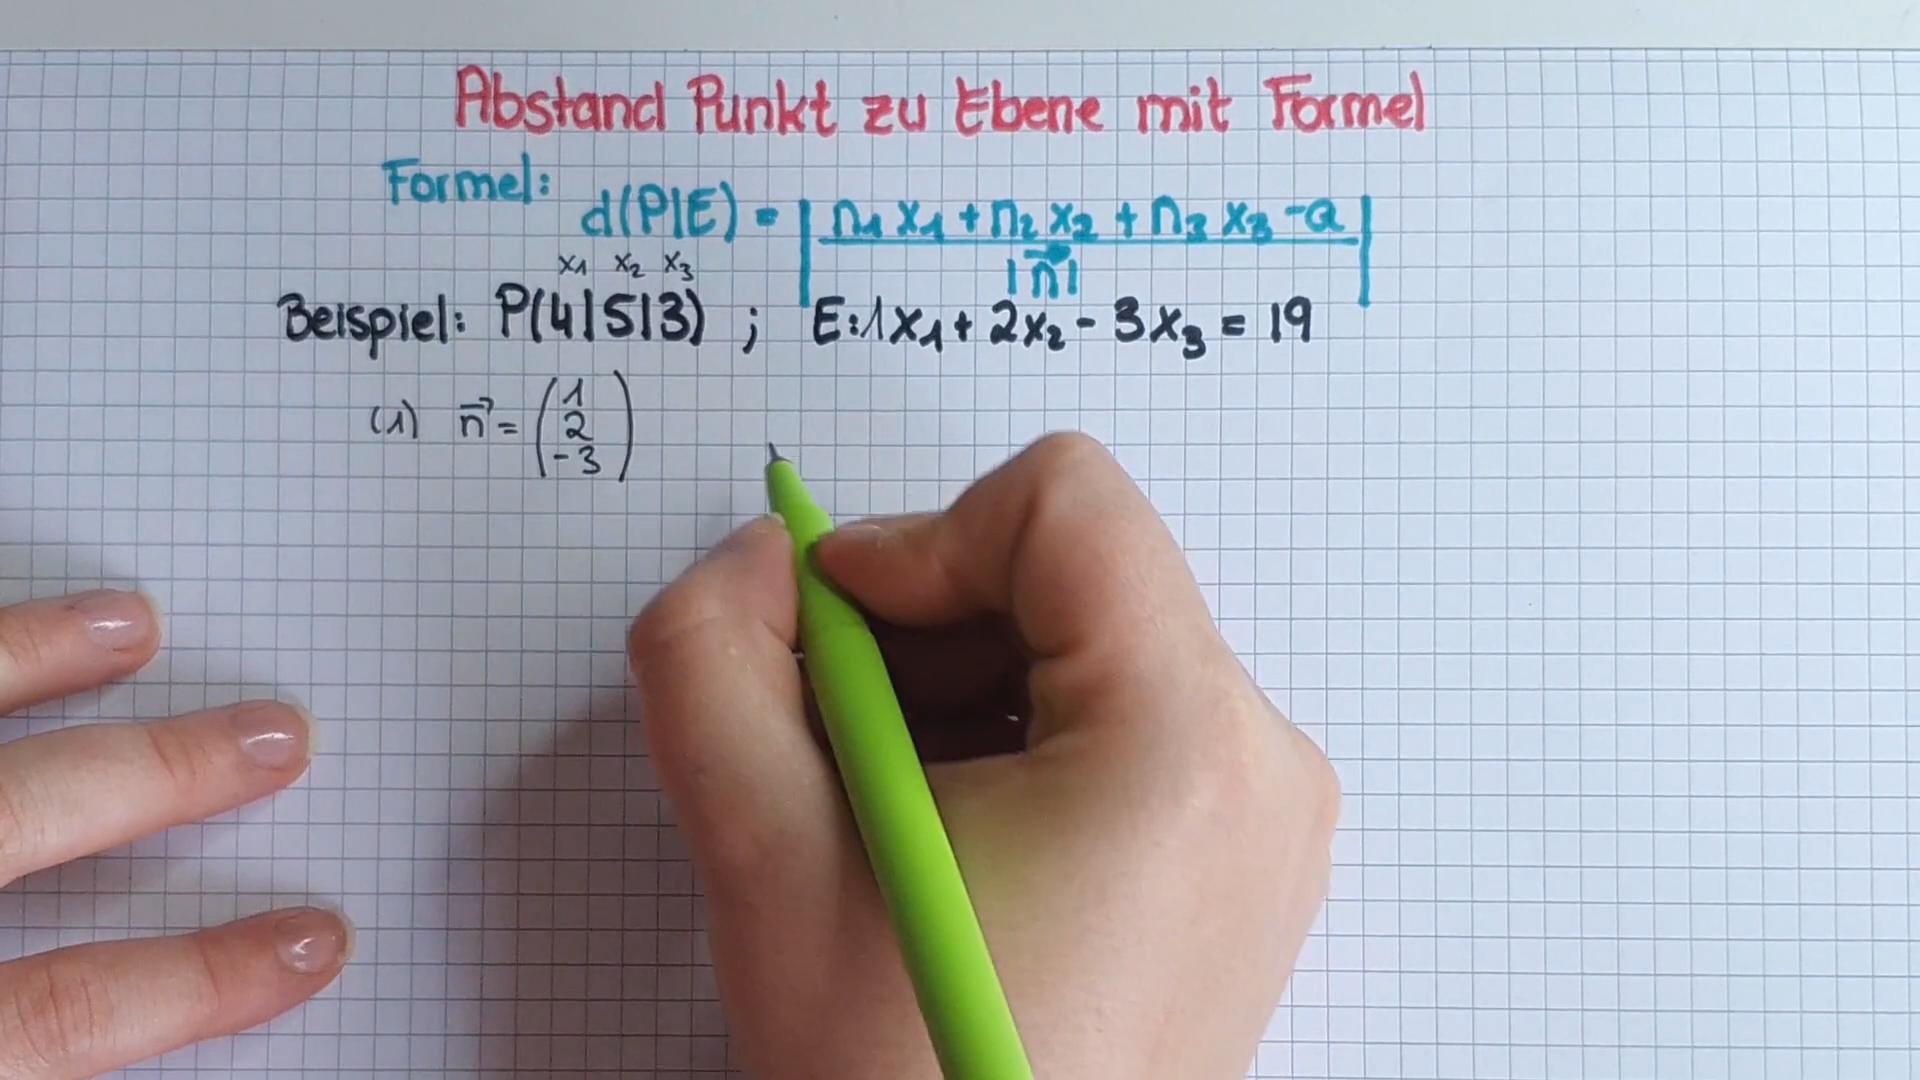 Abstand Punkt zu Ebene mit Formel
Formel: d(P|E) = | n₁x₁ + n₂x₂ + n₃x₃ - a / |n⃗| |
x₁ x₂ x₃
Beispiel: P(4|5|3) ; E: 1x₁ + 2x₂ - 3x₃ = 19
(1) n⃗ = (1
2
-3)